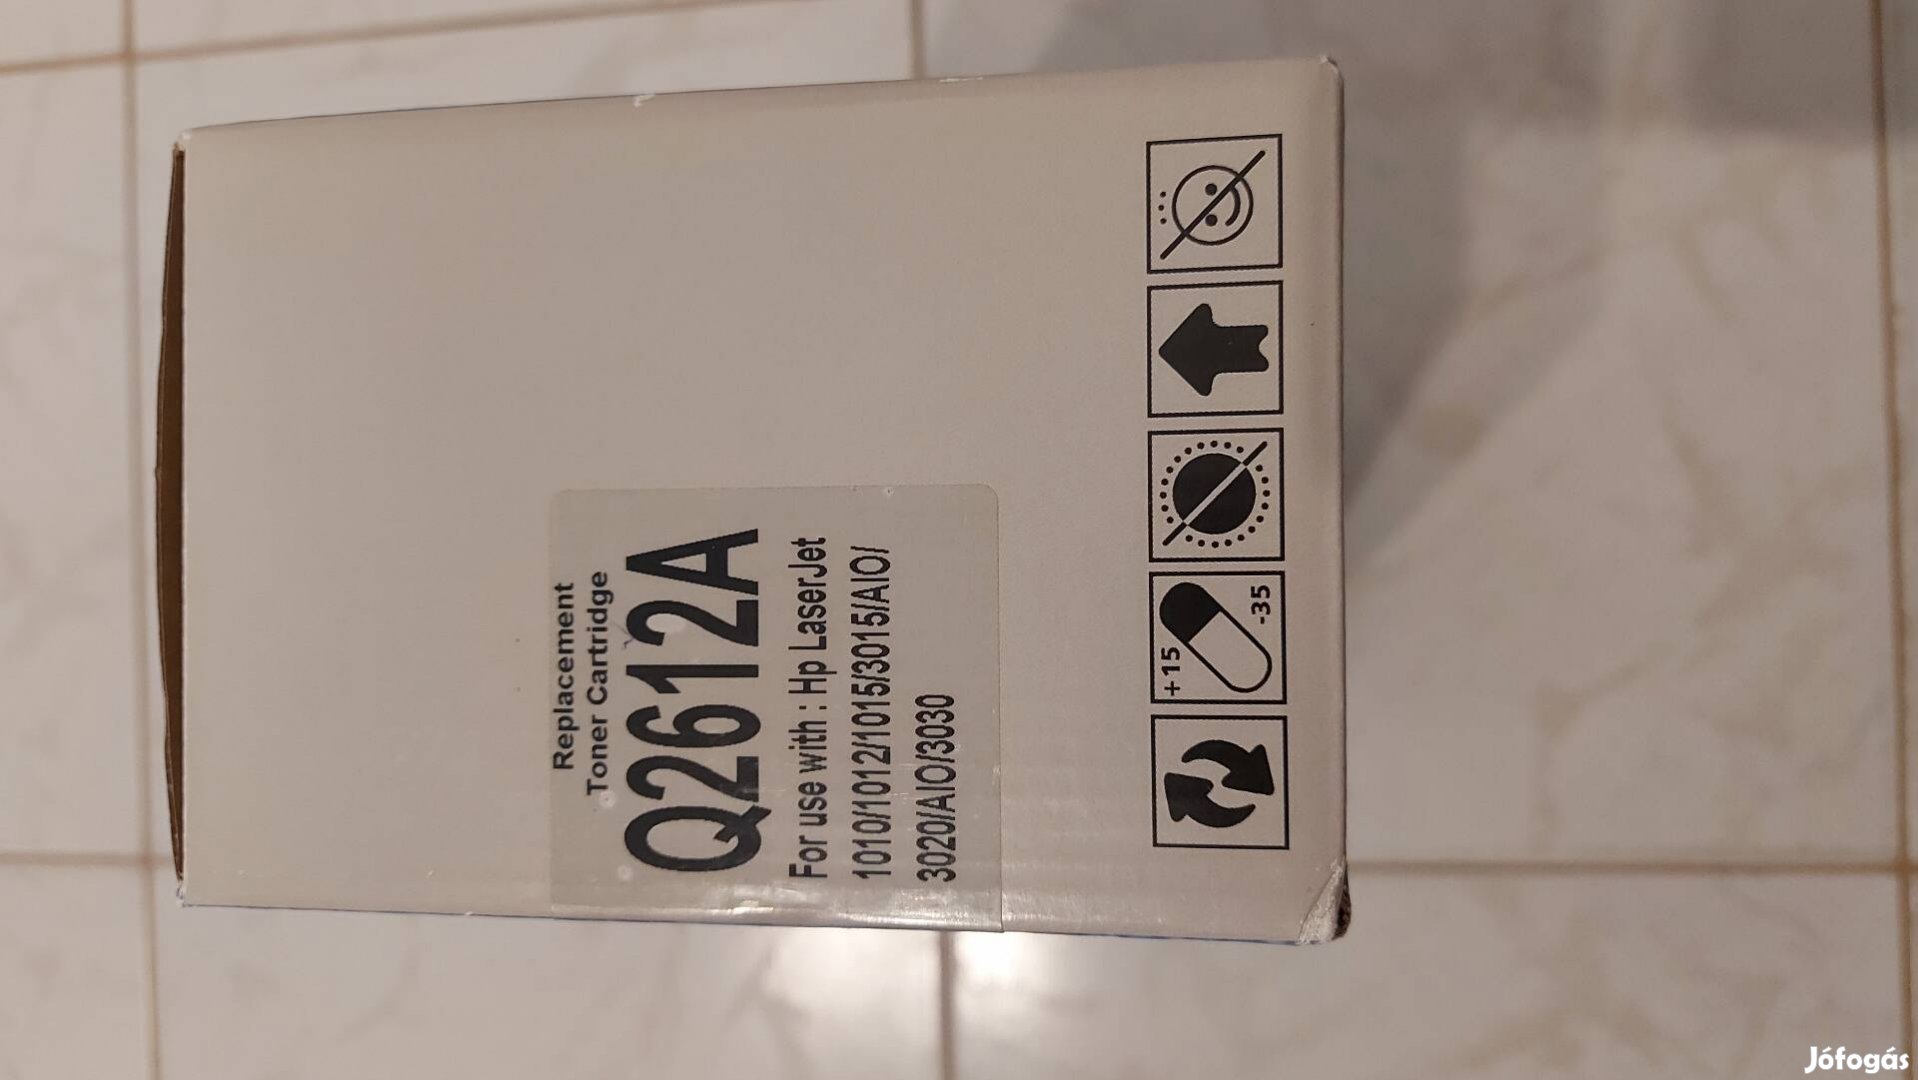 Replacement
Toner Cartridge
Q2612A
For use with : Hp LaserJet
1010/1012/1015/3015/AIO/
3020/AIO/3030
+15
-35
Jófogás